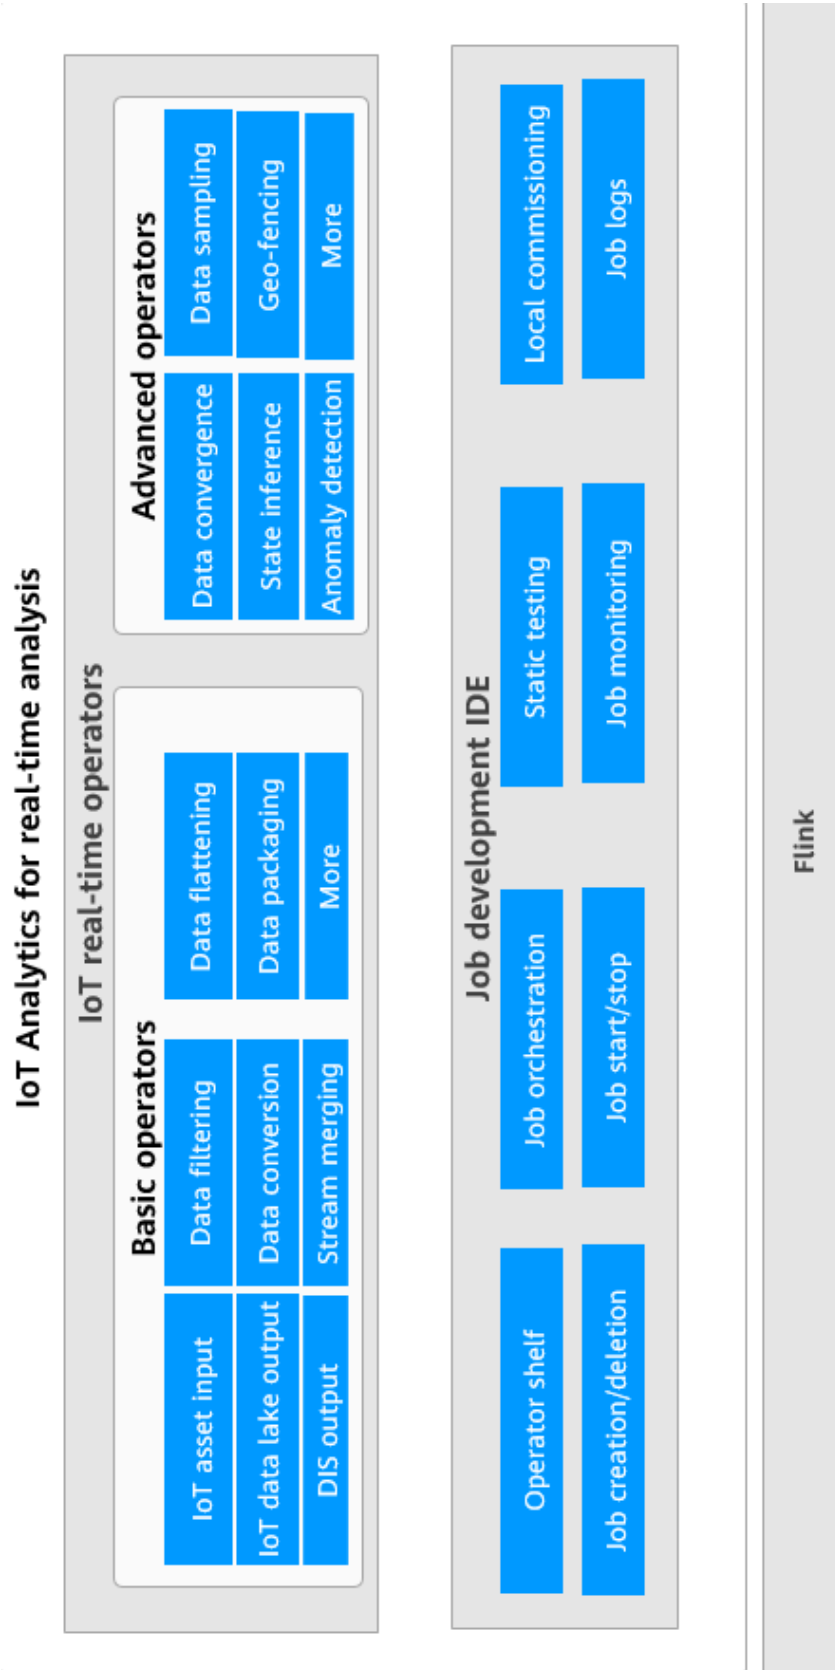 IoT Analytics for real-time analysis
IoT real-time operators
Basic operators
IoT asset input
Data filtering
Data flattening
IoT data lake output
Data conversion
Data packaging
DIS output
Stream merging
More
Advanced operators
Data convergence
Data sampling
State inference
Geo-fencing
Anomaly detection
More
Job development IDE
Operator shelf
Job orchestration
Static testing
Local commissioning
Job creation/deletion
Job start/stop
Job monitoring
Job logs
Flink